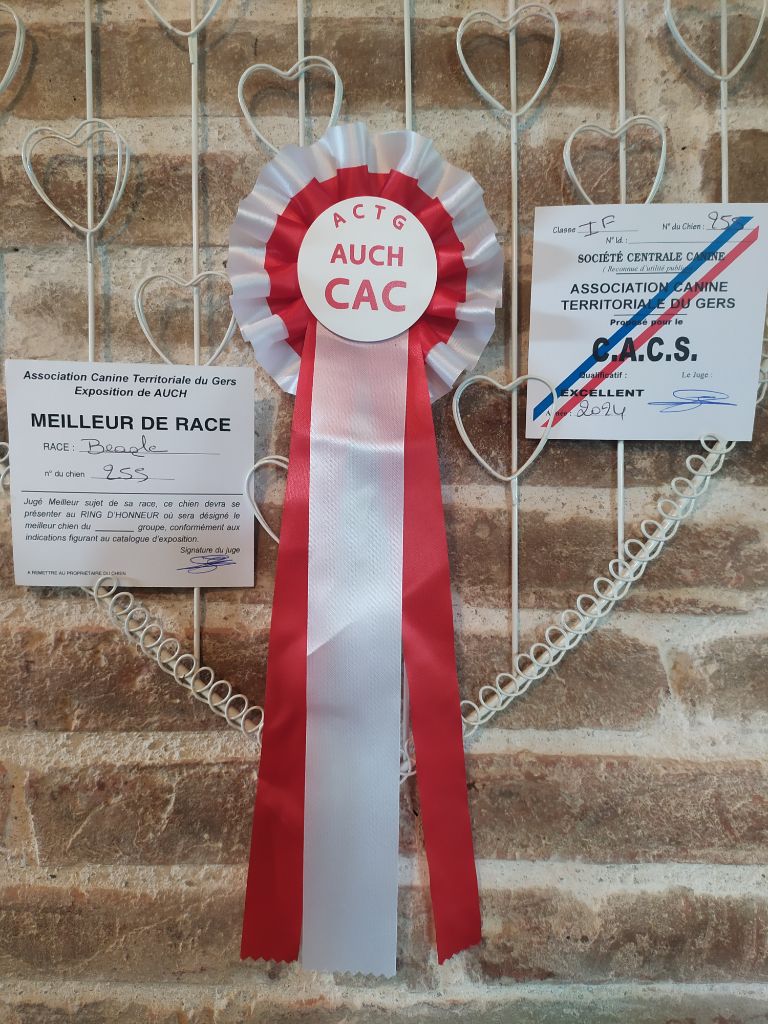 ACTG
AUCH
CAC
Association Canine Territoriale du Gers
Exposition de AUCH
MEILLEUR DE RACE
RACE : Beagle
n° du chien 255
Jugé Meilleur sujet de sa race, ce chien devra se
présenter au RING D'HONNEUR où sera désigné le
meilleur chien du ______ groupe, conformément aux
indications figurant au catalogue d'exposition.
Signature du juge
A REMETTRE AU PROPRIETAIRE DU CHIEN
Classe IF N° du Chien : 255
N° Id. :
SOCIÉTÉ CENTRALE CANINE
( Reconnue d'utilité publique )
ASSOCIATION CANINE
TERRITORIALE DU GERS
Proposé pour le
C.A.C.S.
Qualificatif : Le Juge :
EXCELLENT
Année : 2024